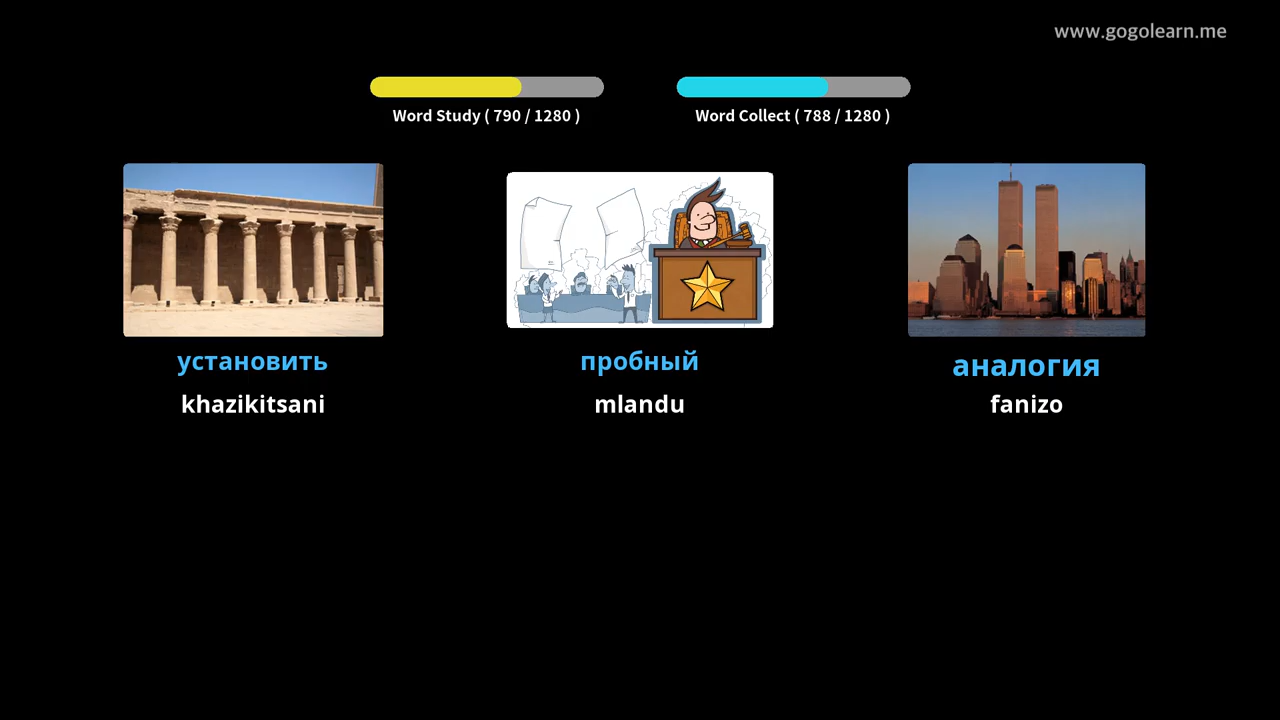 www.gogolearn.me
Word Study ( 790 / 1280 )
Word Collect ( 788 / 1280 )
установить
khazikitsani
пробный
mlandu
аналогия
fanizo